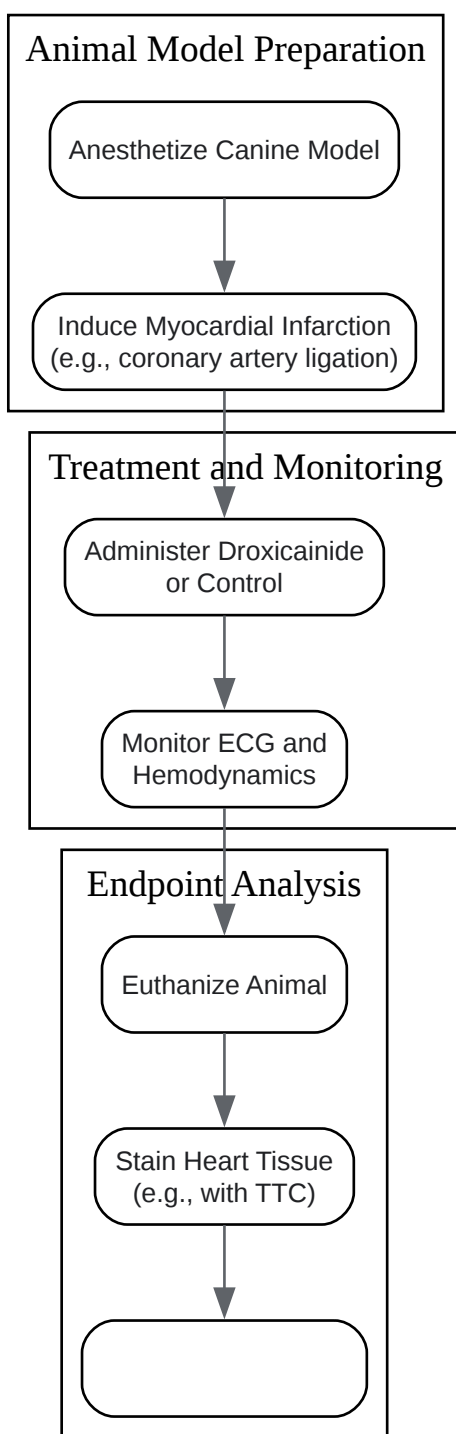 Animal Model Preparation
Anesthetize Canine Model
Induce Myocardial Infarction
(e.g., coronary artery ligation)
Treatment and Monitoring
Administer Droxicainide
or Control
Monitor ECG and
Hemodynamics
Endpoint Analysis
Euthanize Animal
Stain Heart Tissue
(e.g., with TTC)